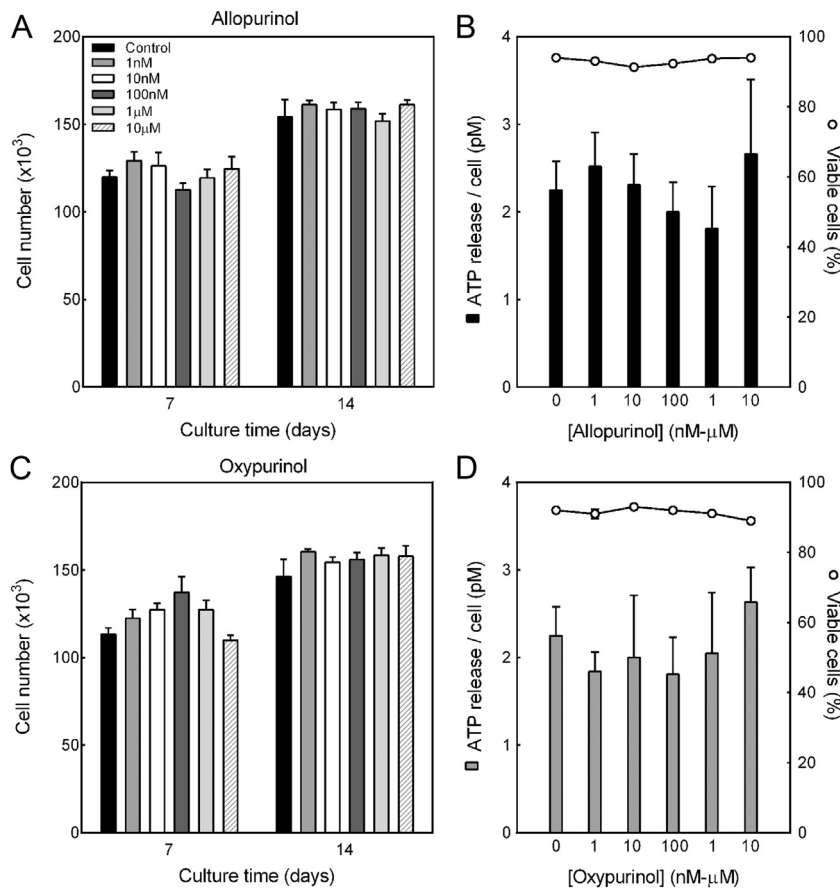 A
Allopurinol
Cell number (x10³)
200
150
100
50
0
Control
1nM
10nM
100nM
1µM
10µM
7
14
Culture time (days)
B
ATP release / cell (pM)
4
3
2
1
0
100
80
60
40
20
0
Viable cells (%)
0 1 10 100 1 10
[Allopurinol] (nM-µM)
C
Oxypurinol
Cell number (x10³)
200
150
100
50
0
7
14
Culture time (days)
D
ATP release / cell (pM)
4
3
2
1
0
100
80
60
40
20
0
Viable cells (%)
0 1 10 100 1 10
[Oxypurinol] (nM-µM)